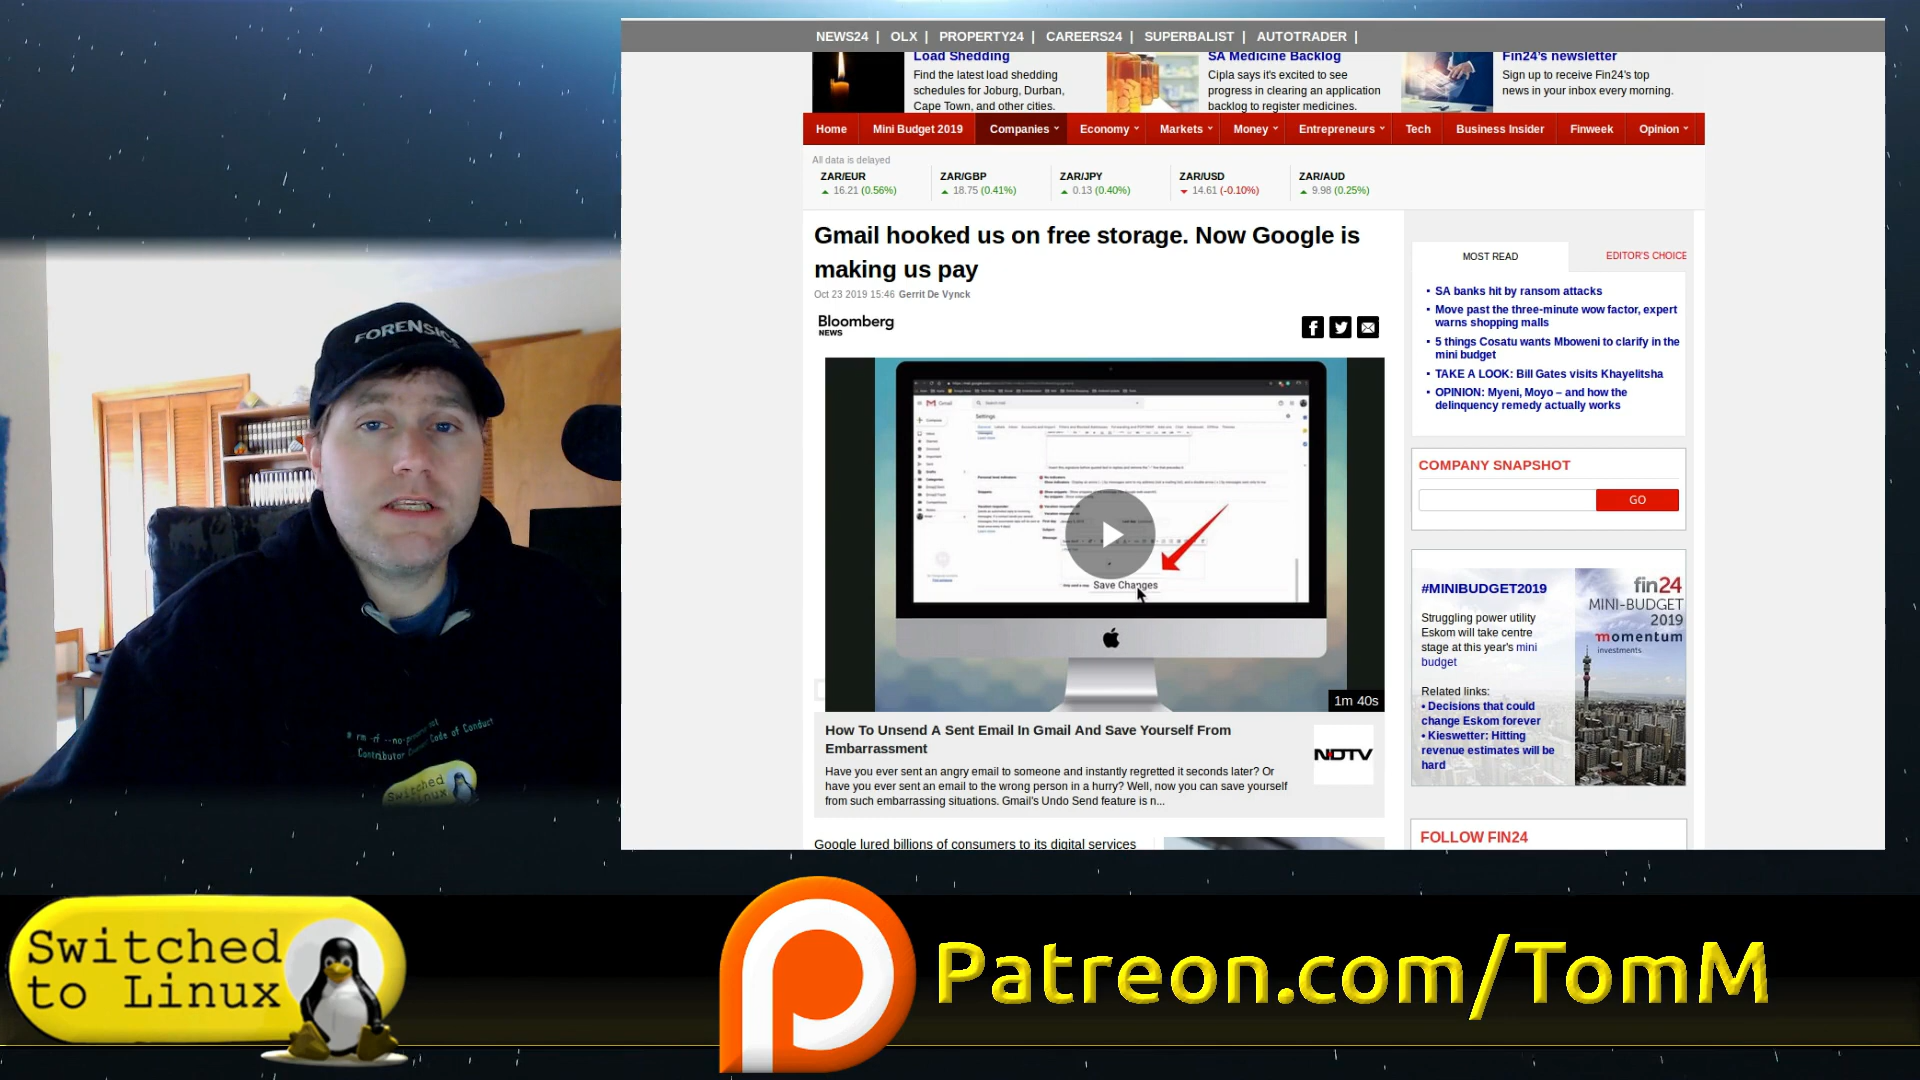 NEWS24 | OLX | PROPERTY24 | CAREERS24 | SUPERBALIST | AUTOTRADER |
Load Shedding
Find the latest load shedding
schedules for Joburg, Durban,
Cape Town, and other cities.
SA Medicine Backlog
Cipla says it's excited to see
progress in clearing an application
backlog to register medicines.
Fin24's newsletter
Sign up to receive Fin24's top
news in your inbox every morning.
Home Mini Budget 2019 Companies Economy Markets Money Entrepreneurs Tech Business Insider Finweek Opinion
All data is delayed
ZAR/EUR ZAR/GBP ZAR/JPY ZAR/USD ZAR/AUD
16.21 (0.56%) 18.75 (0.41%) 0.13 (0.40%) 14.61 (-0.10%) 9.98 (0.25%)
Gmail hooked us on free storage. Now Google is
making us pay
Oct 23 2019 15:46 Gerrit De Vynck
Bloomberg
NEWS
Gmail
Settings
Save Changes
1m 40s
How To Unsend A Sent Email In Gmail And Save Yourself From
Embarrassment
NDTV
Have you ever sent an angry email to someone and instantly regretted it seconds later? Or
have you ever sent an email to the wrong person in a hurry? Well, now you can save yourself
from such embarrassing situations. Gmail's Undo Send feature is n...
Google lured billions of consumers to its digital services
MOST READ EDITOR'S CHOICE
SA banks hit by ransom attacks
Move past the three-minute wow factor, expert
warns shopping malls
5 things Cosatu wants Mboweni to clarify in the
mini budget
TAKE A LOOK: Bill Gates visits Khayelitsha
OPINION: Myeni, Moyo – and how the
delinquency remedy actually works
COMPANY SNAPSHOT
GO
#MINIBUDGET2019
Struggling power utility
Eskom will take centre
stage at this year's mini
budget
Related links:
• Decisions that could
change Eskom forever
• Kieswetter: Hitting
revenue estimates will be
hard
fin24
MINI-BUDGET
2019
momentum
investments
FOLLOW FIN24
FORENSIC
Contributor
Code of Conduct
Switched
Linux
Switched
to Linux
Patreon.com/TomM